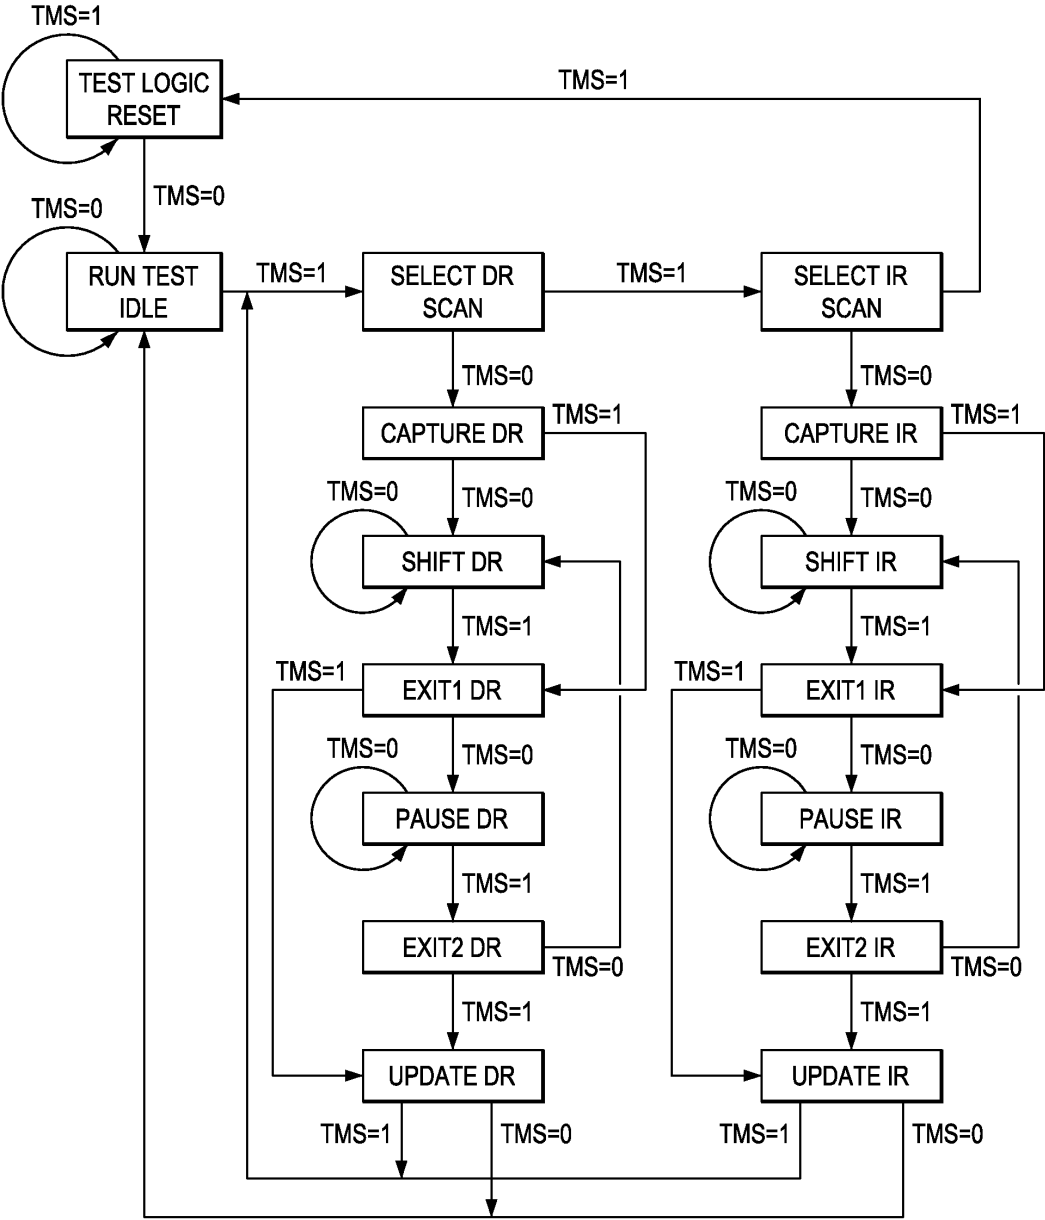 TMS=1
TEST LOGIC
RESET
TMS=1
TMS=0
TMS=0
RUN TEST
IDLE
TMS=1
SELECT DR
SCAN
TMS=1
SELECT IR
SCAN
TMS=0
TMS=0
CAPTURE DR
TMS=1
CAPTURE IR
TMS=1
TMS=0
TMS=0
TMS=0
TMS=0
SHIFT DR
SHIFT IR
TMS=1
TMS=1
TMS=1
EXIT1 DR
TMS=1
EXIT1 IR
TMS=0
TMS=0
TMS=0
TMS=0
PAUSE DR
PAUSE IR
TMS=1
TMS=1
EXIT2 DR
TMS=0
EXIT2 IR
TMS=0
TMS=1
TMS=1
UPDATE DR
UPDATE IR
TMS=1
TMS=0
TMS=1
TMS=0